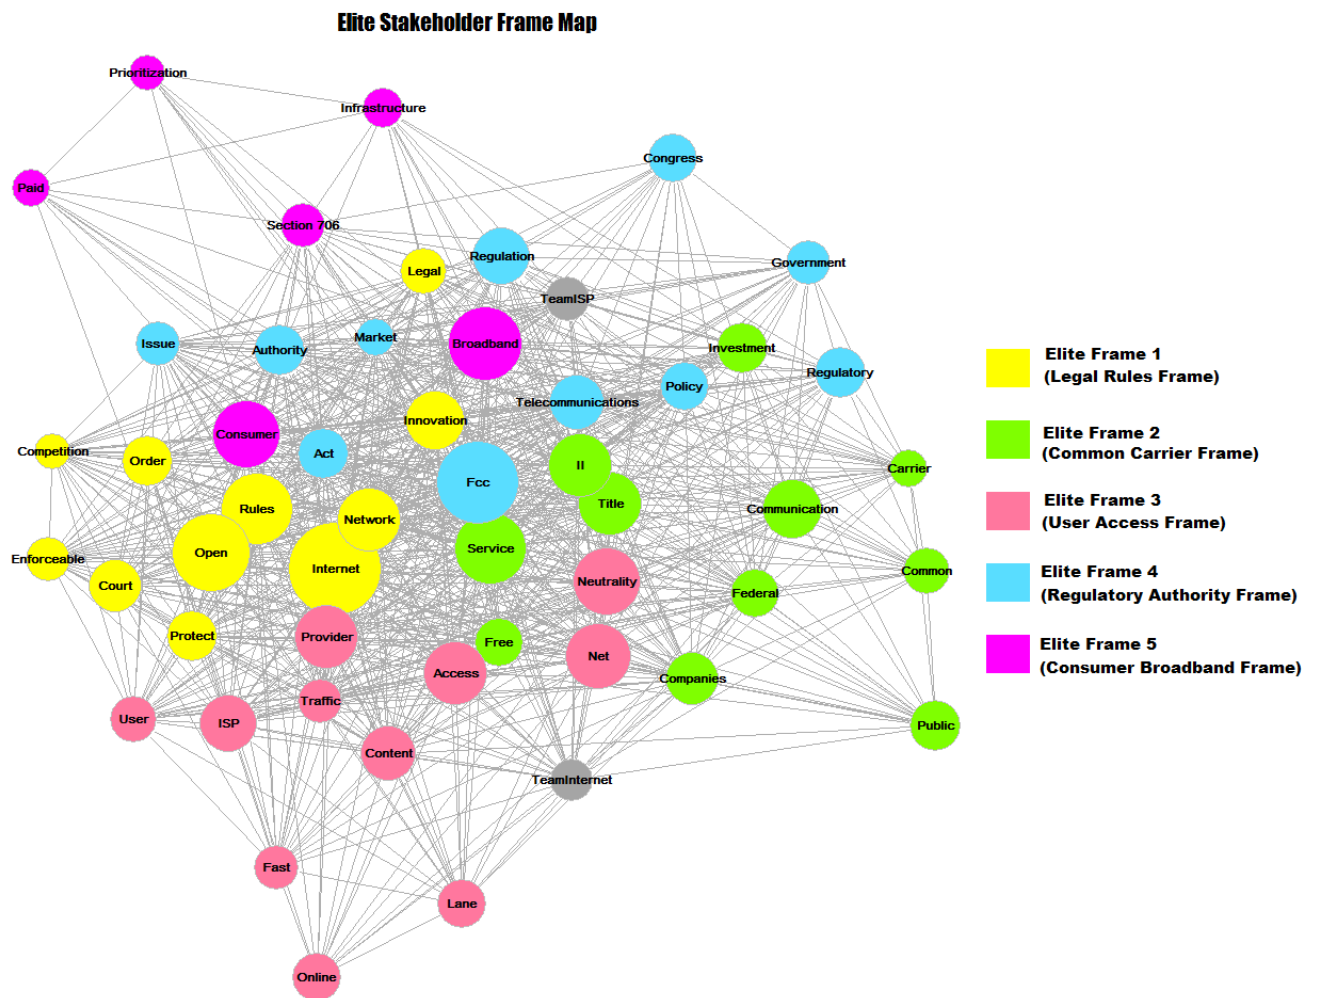 Elite Stakeholder Frame Map
Prioritization
Infrastructure
Congress
Paid
Section 706
Regulation
Government
Legal
TeamISP
Issue
Authority
Market
Broadband
Investment
Regulatory
Policy
Telecommunications
Innovation
Consumer
Competition
Order
Act
II
Carrier
Fcc
Title
Rules
Network
Communication
Open
Service
Enforceable
Internet
Common
Neutrality
Court
Federal
Protect
Provider
Free
Net
Access
Companies
Traffic
User
ISP
Public
Content
TeamInternet
Fast
Lane
Online
Elite Frame 1
(Legal Rules Frame)
Elite Frame 2
(Common Carrier Frame)
Elite Frame 3
(User Access Frame)
Elite Frame 4
(Regulatory Authority Frame)
Elite Frame 5
(Consumer Broadband Frame)